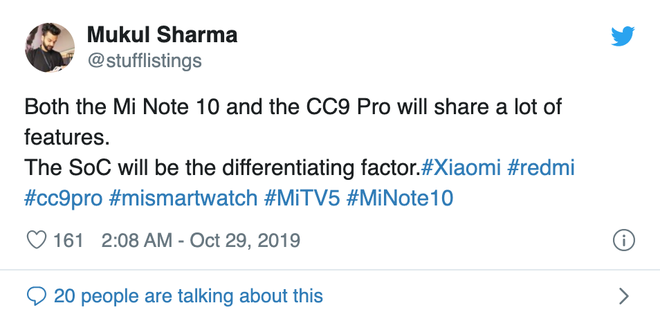 Mukul Sharma
@stufflistings
Both the Mi Note 10 and the CC9 Pro will share a lot of
features.
The SoC will be the differentiating factor.#Xiaomi #redmi
#cc9pro #mismartwatch #MiTV5 #MiNote10
161 2:08 AM - Oct 29, 2019
20 people are talking about this